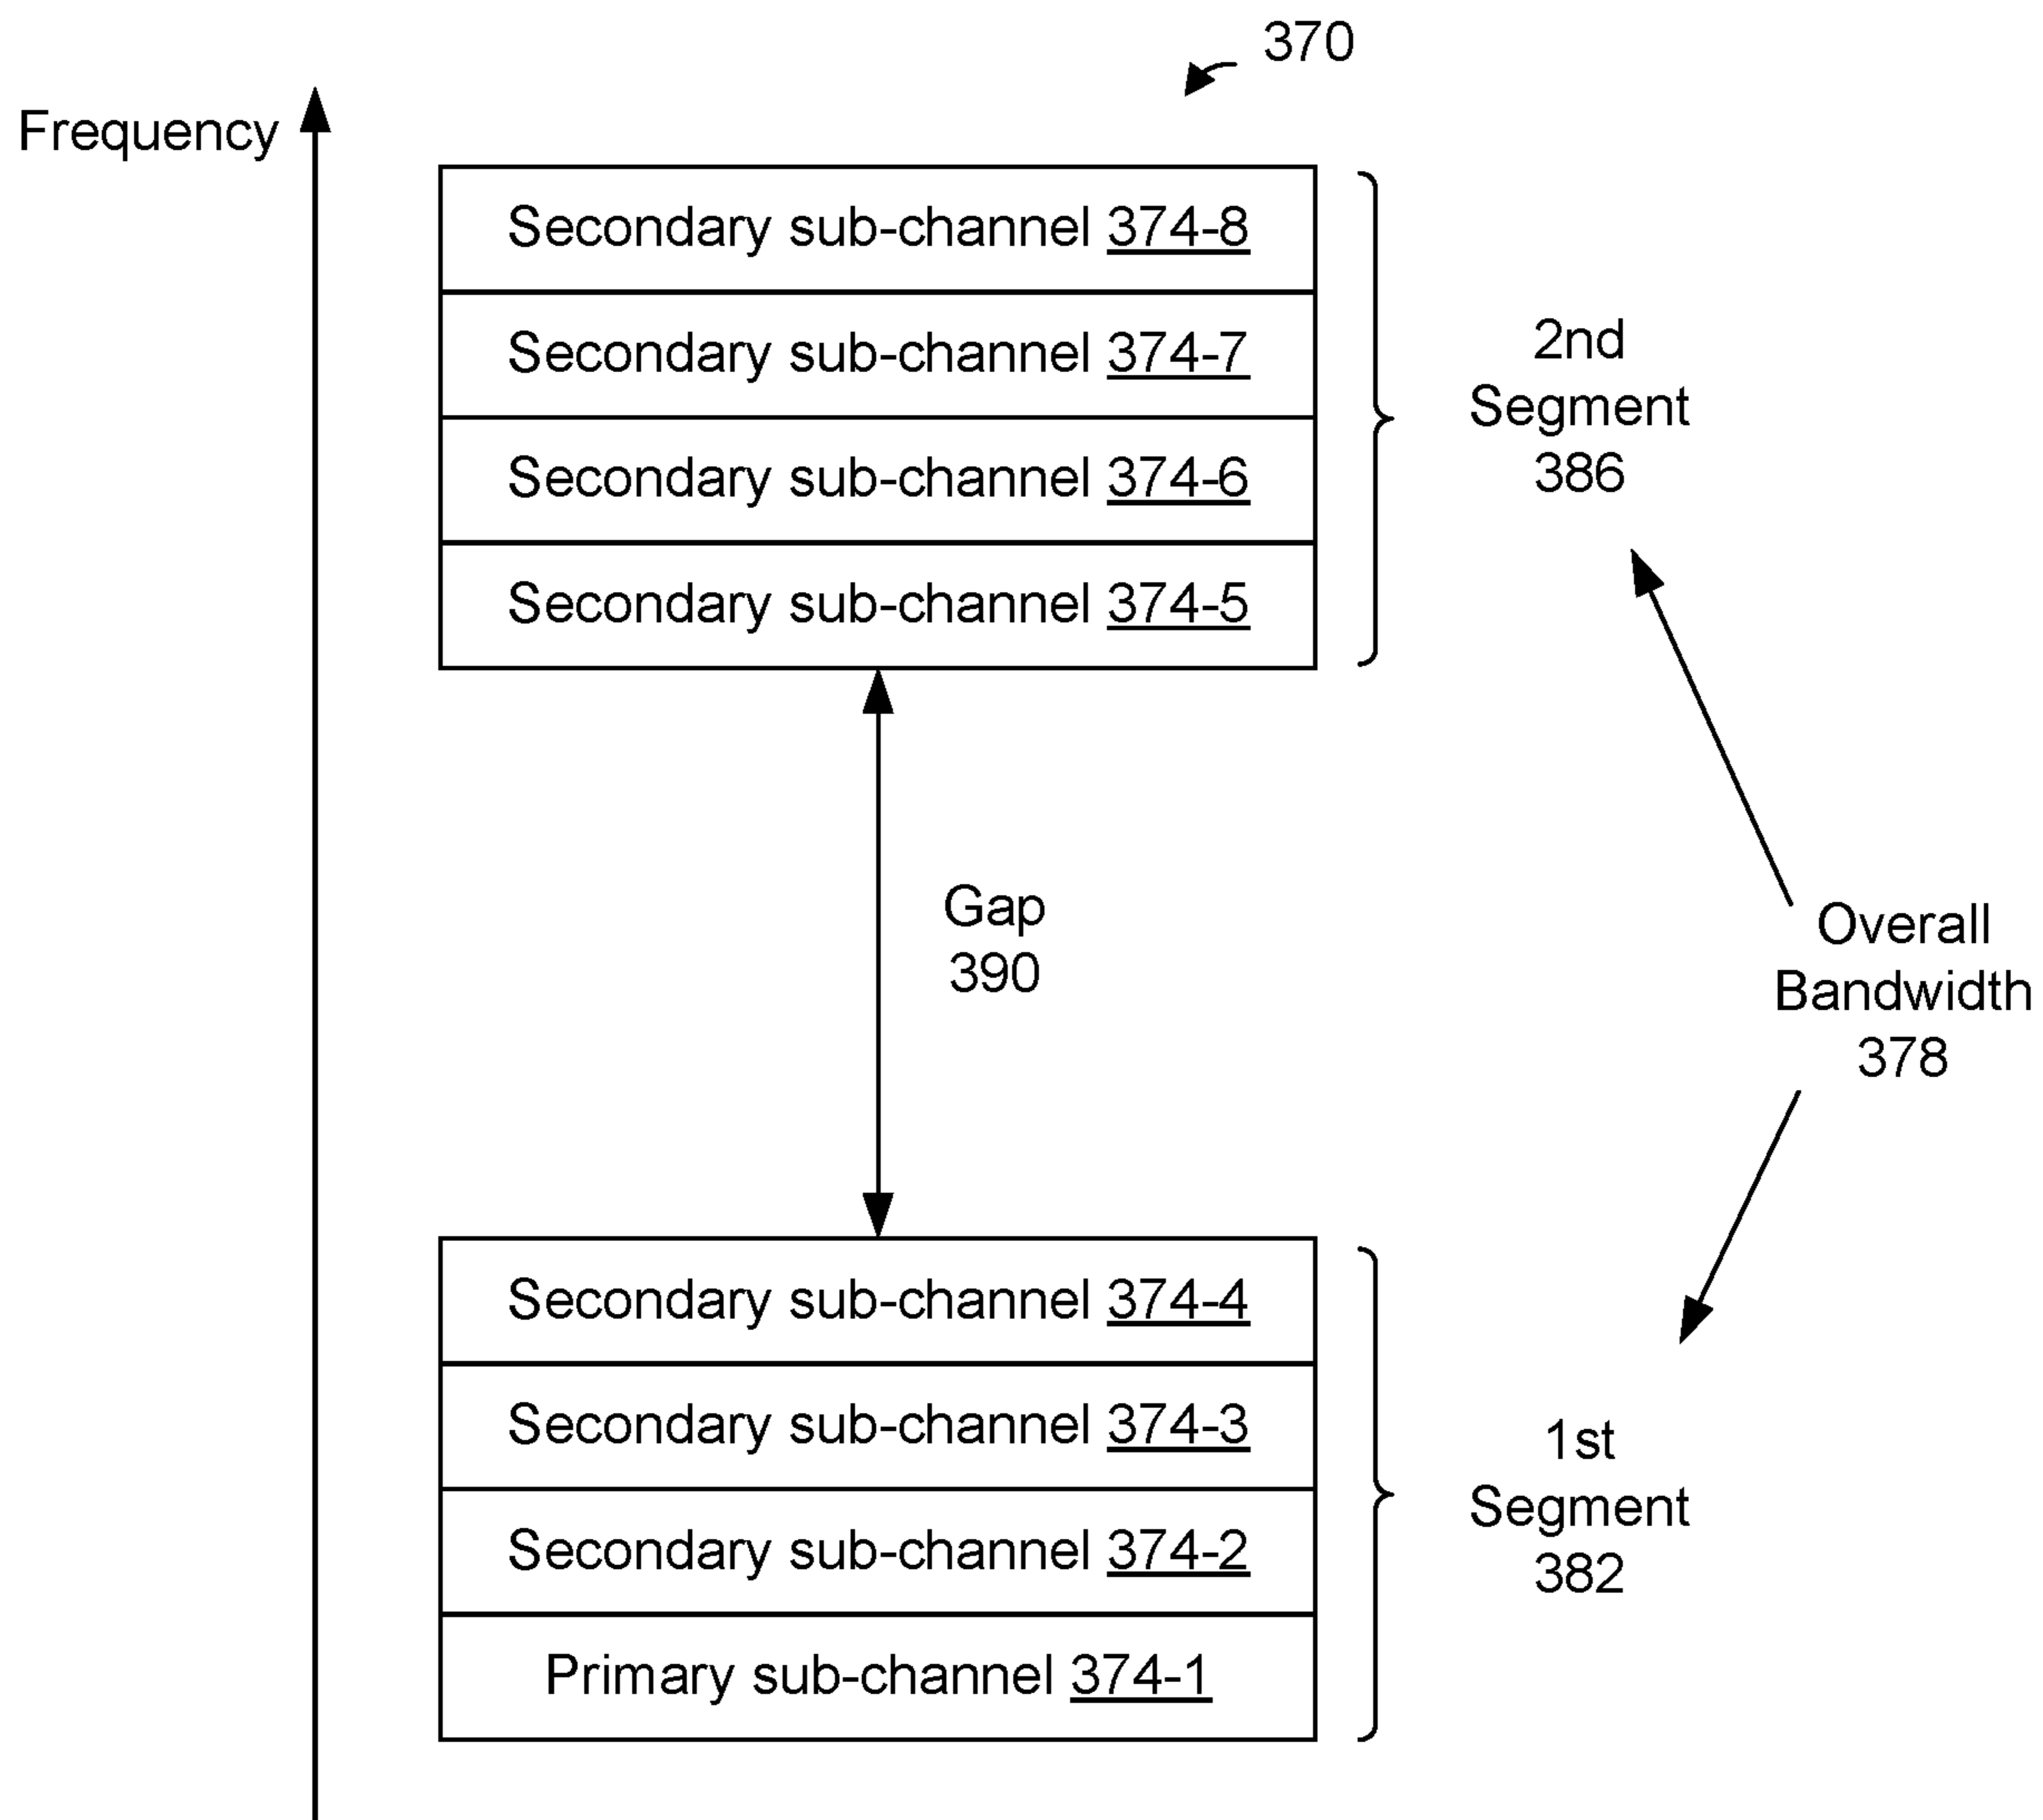 370
Frequency
Secondary sub-channel 374-8
Secondary sub-channel 374-7
Secondary sub-channel 374-6
Secondary sub-channel 374-5
2nd
Segment
386
Gap
390
Overall
Bandwidth
378
Secondary sub-channel 374-4
Secondary sub-channel 374-3
Secondary sub-channel 374-2
Primary sub-channel 374-1
1st
Segment
382